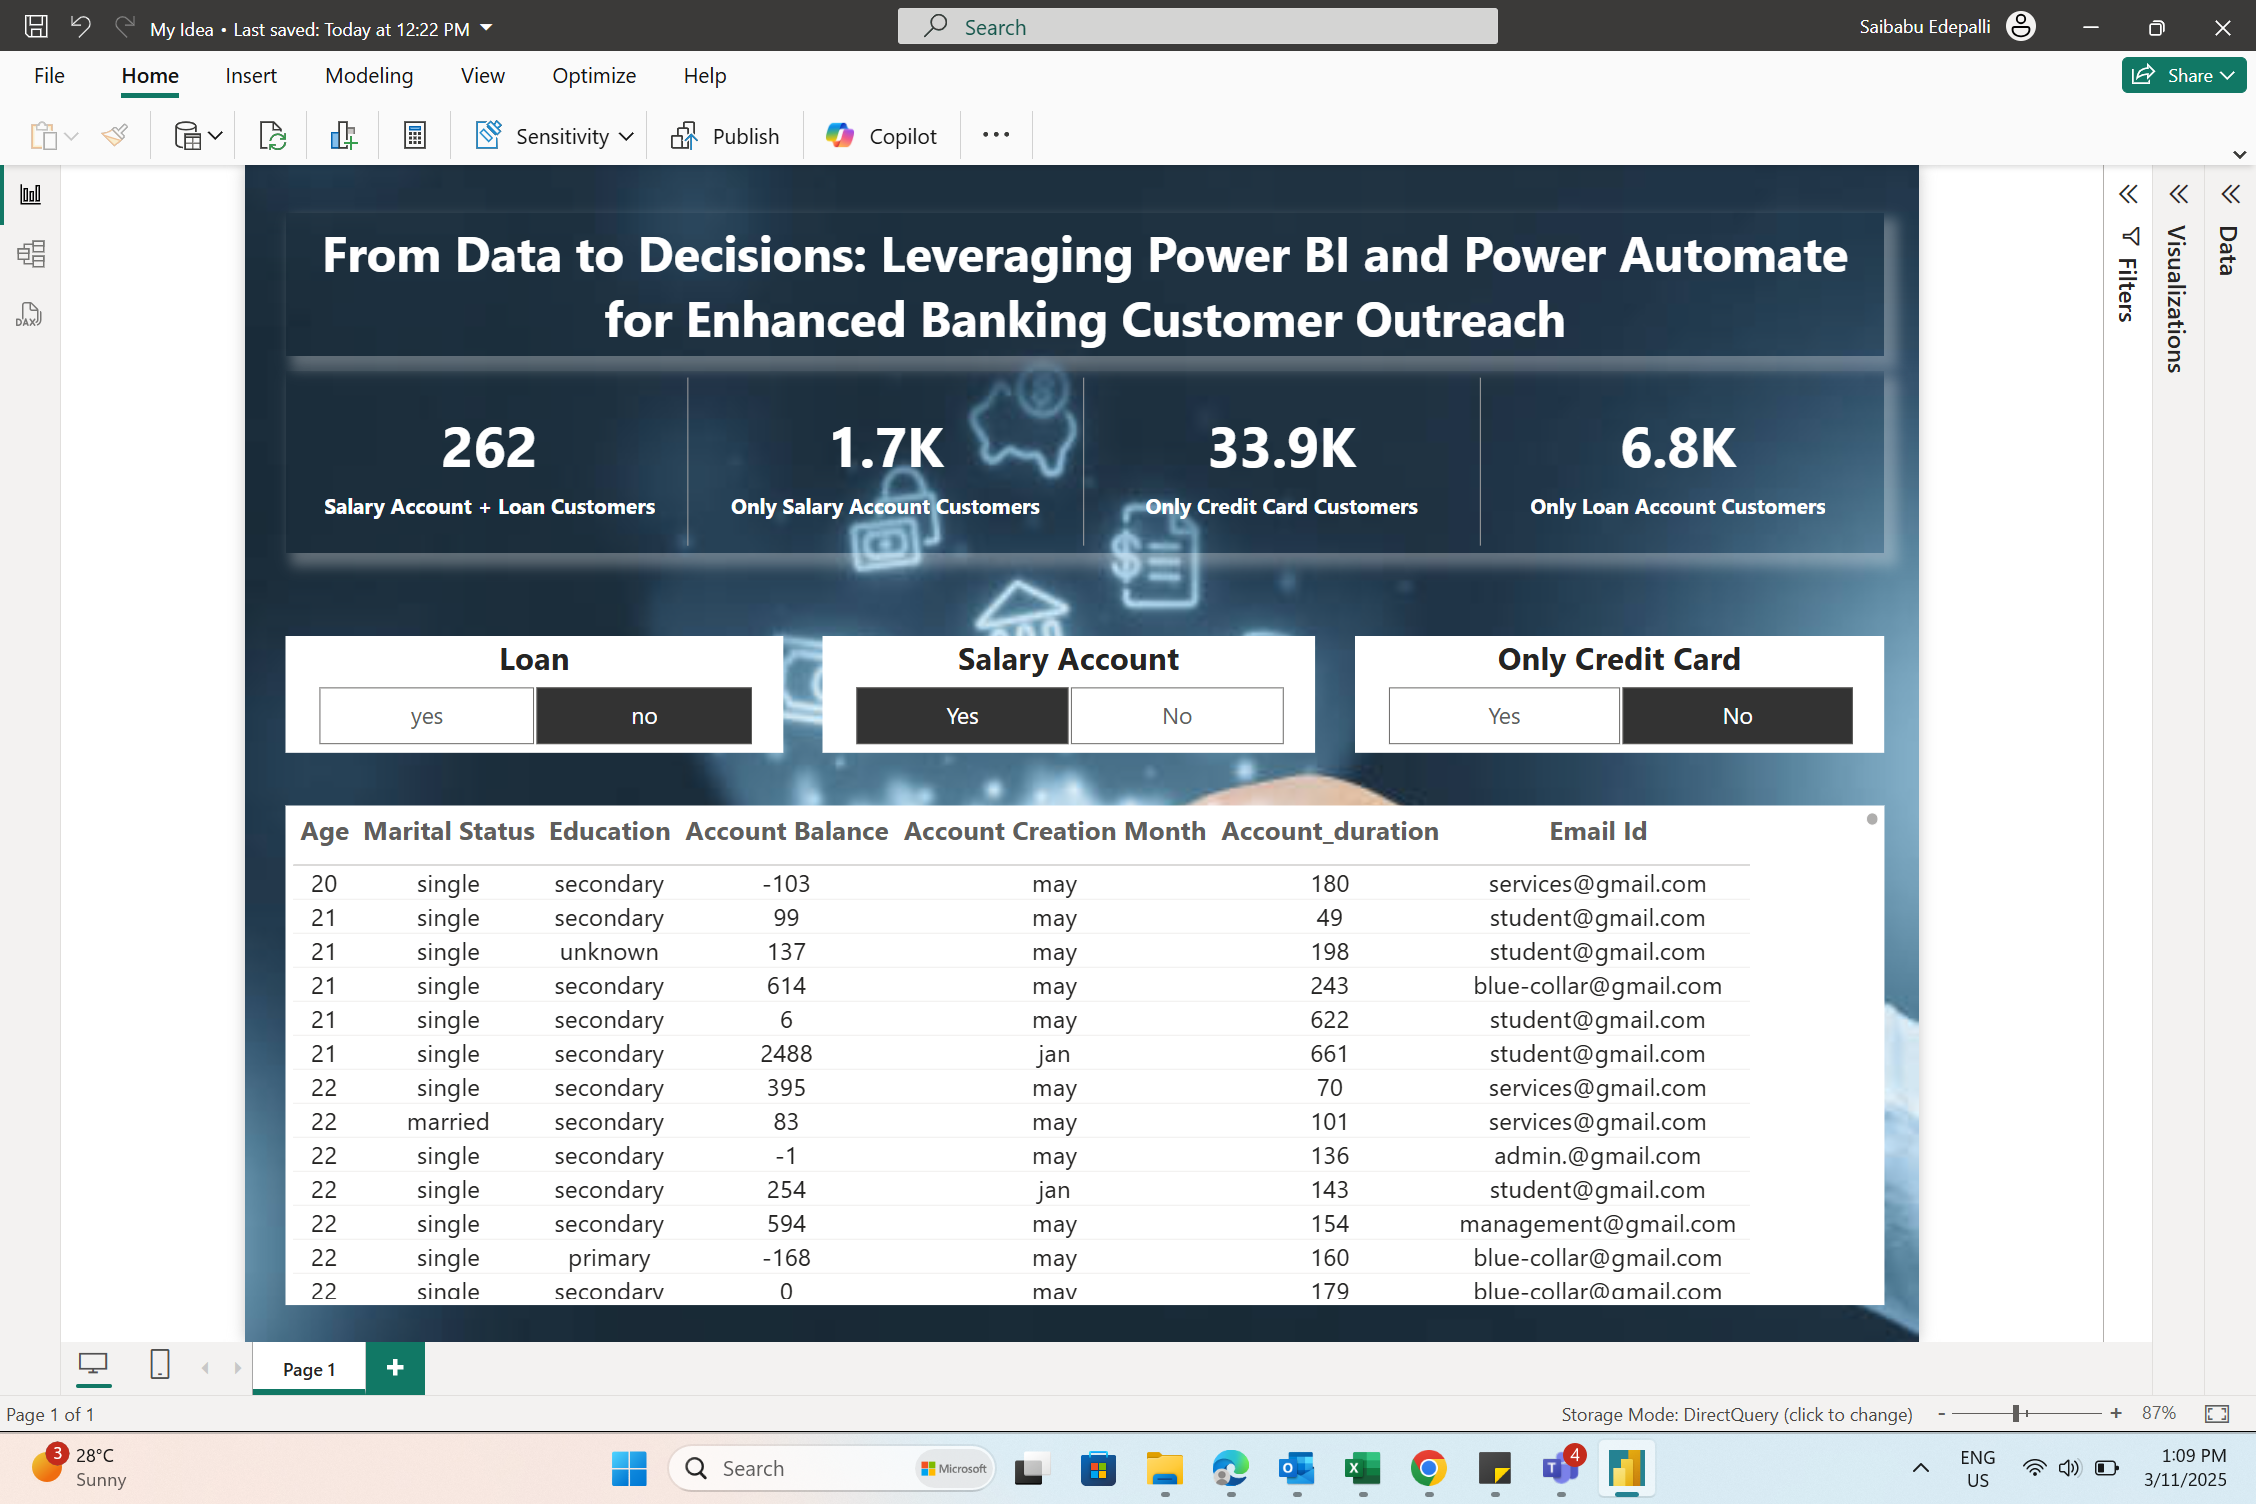 My Idea • Last saved: Today at 12:22 PM
Search
Saibabu Edepalli
File Home Insert Modeling View Optimize Help
Share
Sensitivity
Publish
Copilot
DAX
Filters
Visualizations
Data
From Data to Decisions: Leveraging Power BI and Power Automate
for Enhanced Banking Customer Outreach
262 1.7K 33.9K 6.8K
Salary Account + Loan Customers Only Salary Account Customers Only Credit Card Customers Only Loan Account Customers
Loan Salary Account Only Credit Card
yes no Yes No Yes No
Age Marital Status Education Account Balance Account Creation Month Account_duration Email Id
20 single secondary -103 may 180 services@gmail.com
21 single secondary 99 may 49 student@gmail.com
21 single unknown 137 may 198 student@gmail.com
21 single secondary 614 may 243 blue-collar@gmail.com
21 single secondary 6 may 622 student@gmail.com
21 single secondary 2488 jan 661 student@gmail.com
22 single secondary 395 may 70 services@gmail.com
22 married secondary 83 may 101 services@gmail.com
22 single secondary -1 may 136 admin.@gmail.com
22 single secondary 254 jan 143 student@gmail.com
22 single secondary 594 may 154 management@gmail.com
22 single primary -168 may 160 blue-collar@gmail.com
22 single secondary 0 may 179 blue-collar@gmail.com
Page 1
Page 1 of 1
Storage Mode: DirectQuery (click to change)
- + 87%
3
28°C
Sunny
Search
Microsoft
4
ENG
US
1:09 PM
3/11/2025